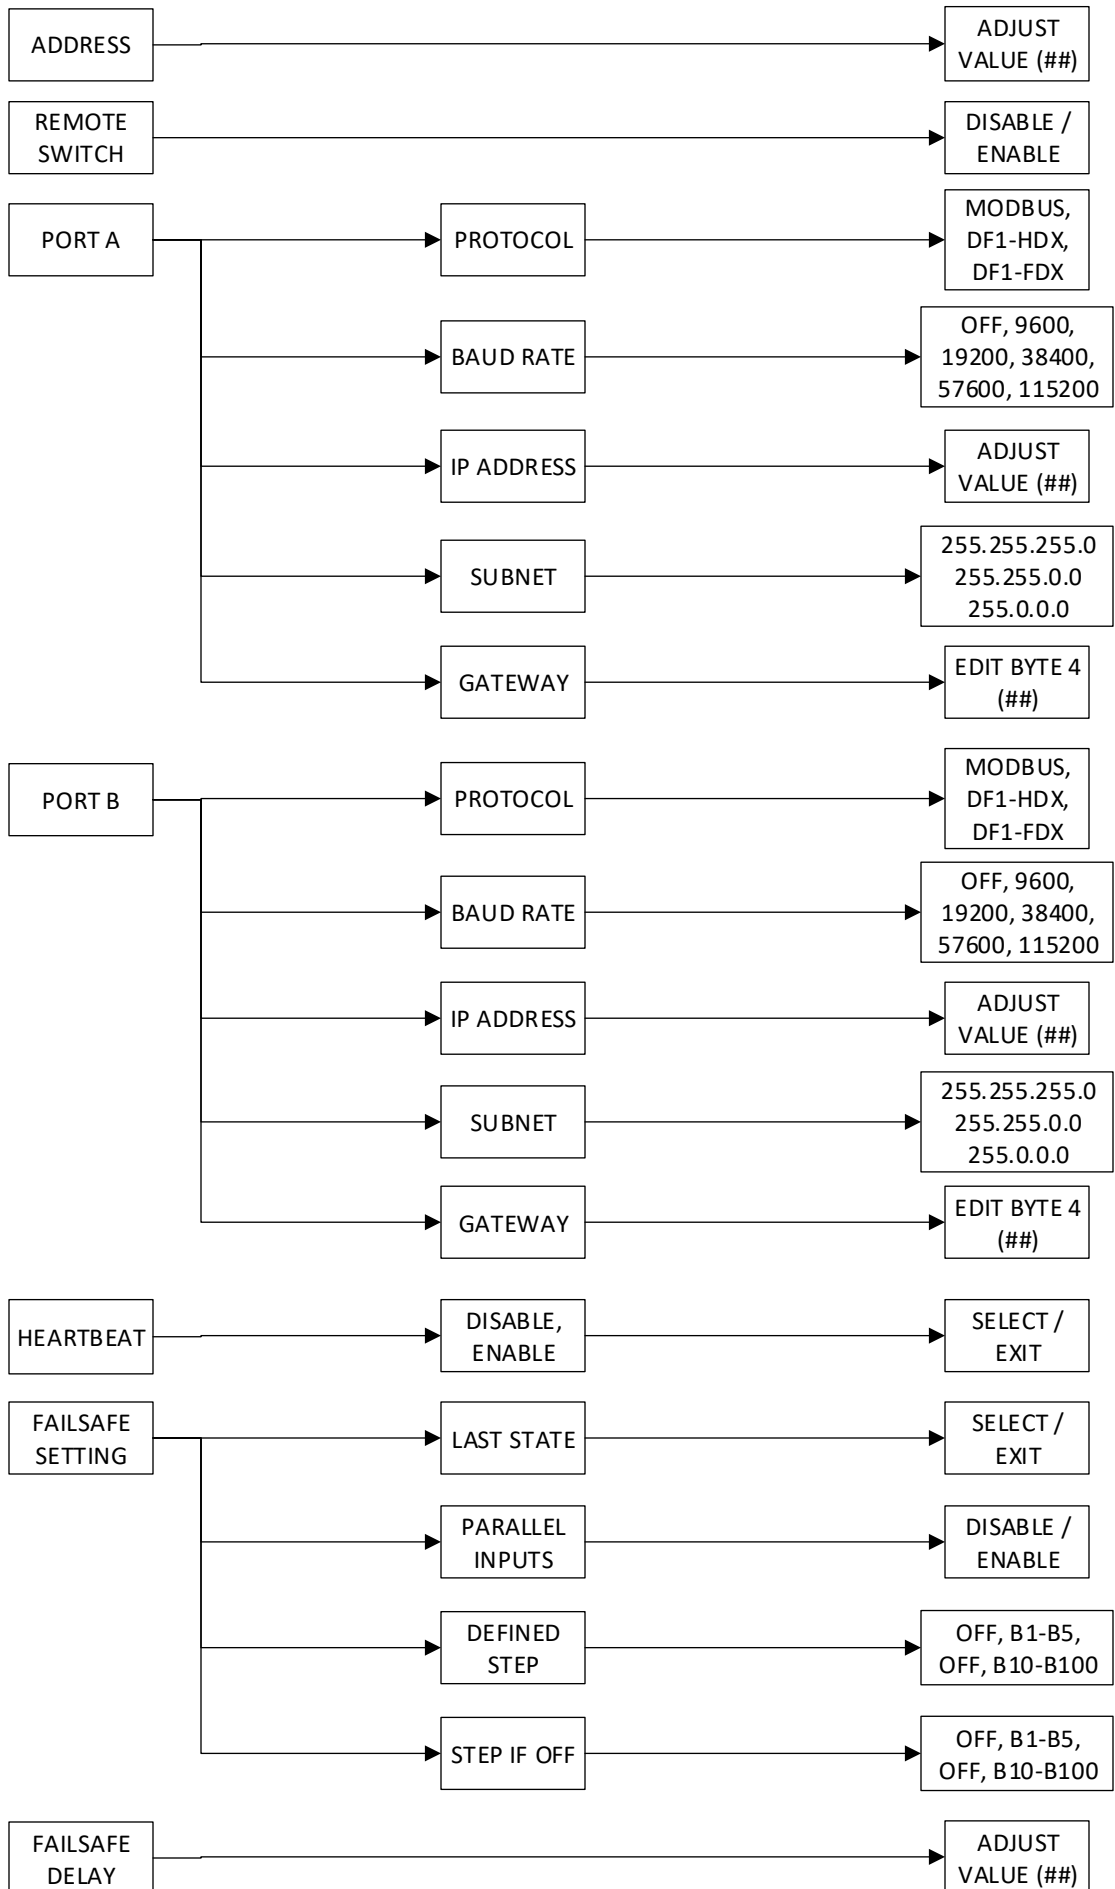 ADDRESS
ADJUST
VALUE (##)
REMOTE
SWITCH
DISABLE /
ENABLE
PORT A
PROTOCOL
MODBUS,
DF1-HDX,
DF1-FDX
BAUD RATE
OFF, 9600,
19200, 38400,
57600, 115200
IP ADDRESS
ADJUST
VALUE (##)
SUBNET
255.255.255.0
255.255.0.0
255.0.0.0
GATEWAY
EDIT BYTE 4
(##)
PORT B
PROTOCOL
MODBUS,
DF1-HDX,
DF1-FDX
BAUD RATE
OFF, 9600,
19200, 38400,
57600, 115200
IP ADDRESS
ADJUST
VALUE (##)
SUBNET
255.255.255.0
255.255.0.0
255.0.0.0
GATEWAY
EDIT BYTE 4
(##)
HEARTBEAT
DISABLE,
ENABLE
SELECT /
EXIT
FAILSAFE
SETTING
LAST STATE
SELECT /
EXIT
PARALLEL
INPUTS
DISABLE /
ENABLE
DEFINED
STEP
OFF, B1-B5,
OFF, B10-B100
STEP IF OFF
OFF, B1-B5,
OFF, B10-B100
FAILSAFE
DELAY
ADJUST
VALUE (##)